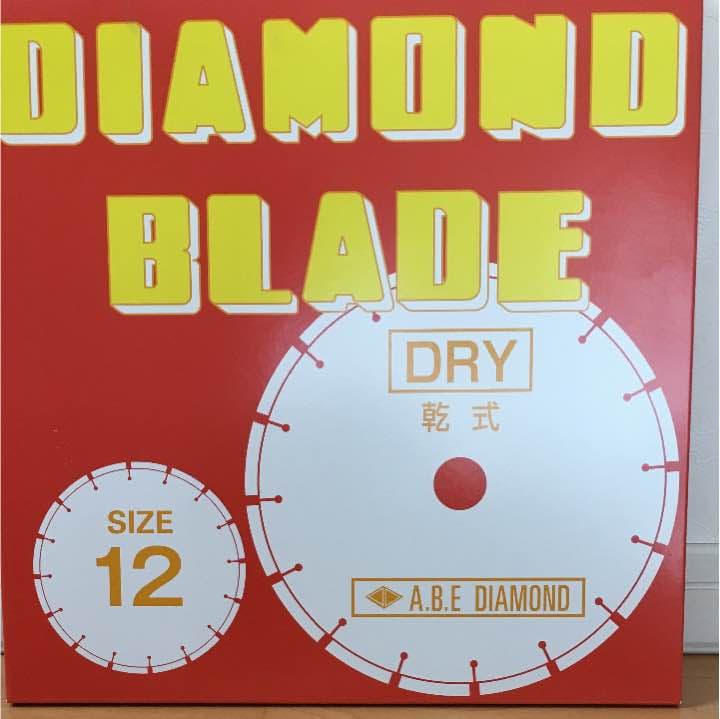 DIAMOND
BLADE
DRY
乾式
SIZE
12
A.B.E DIAMOND